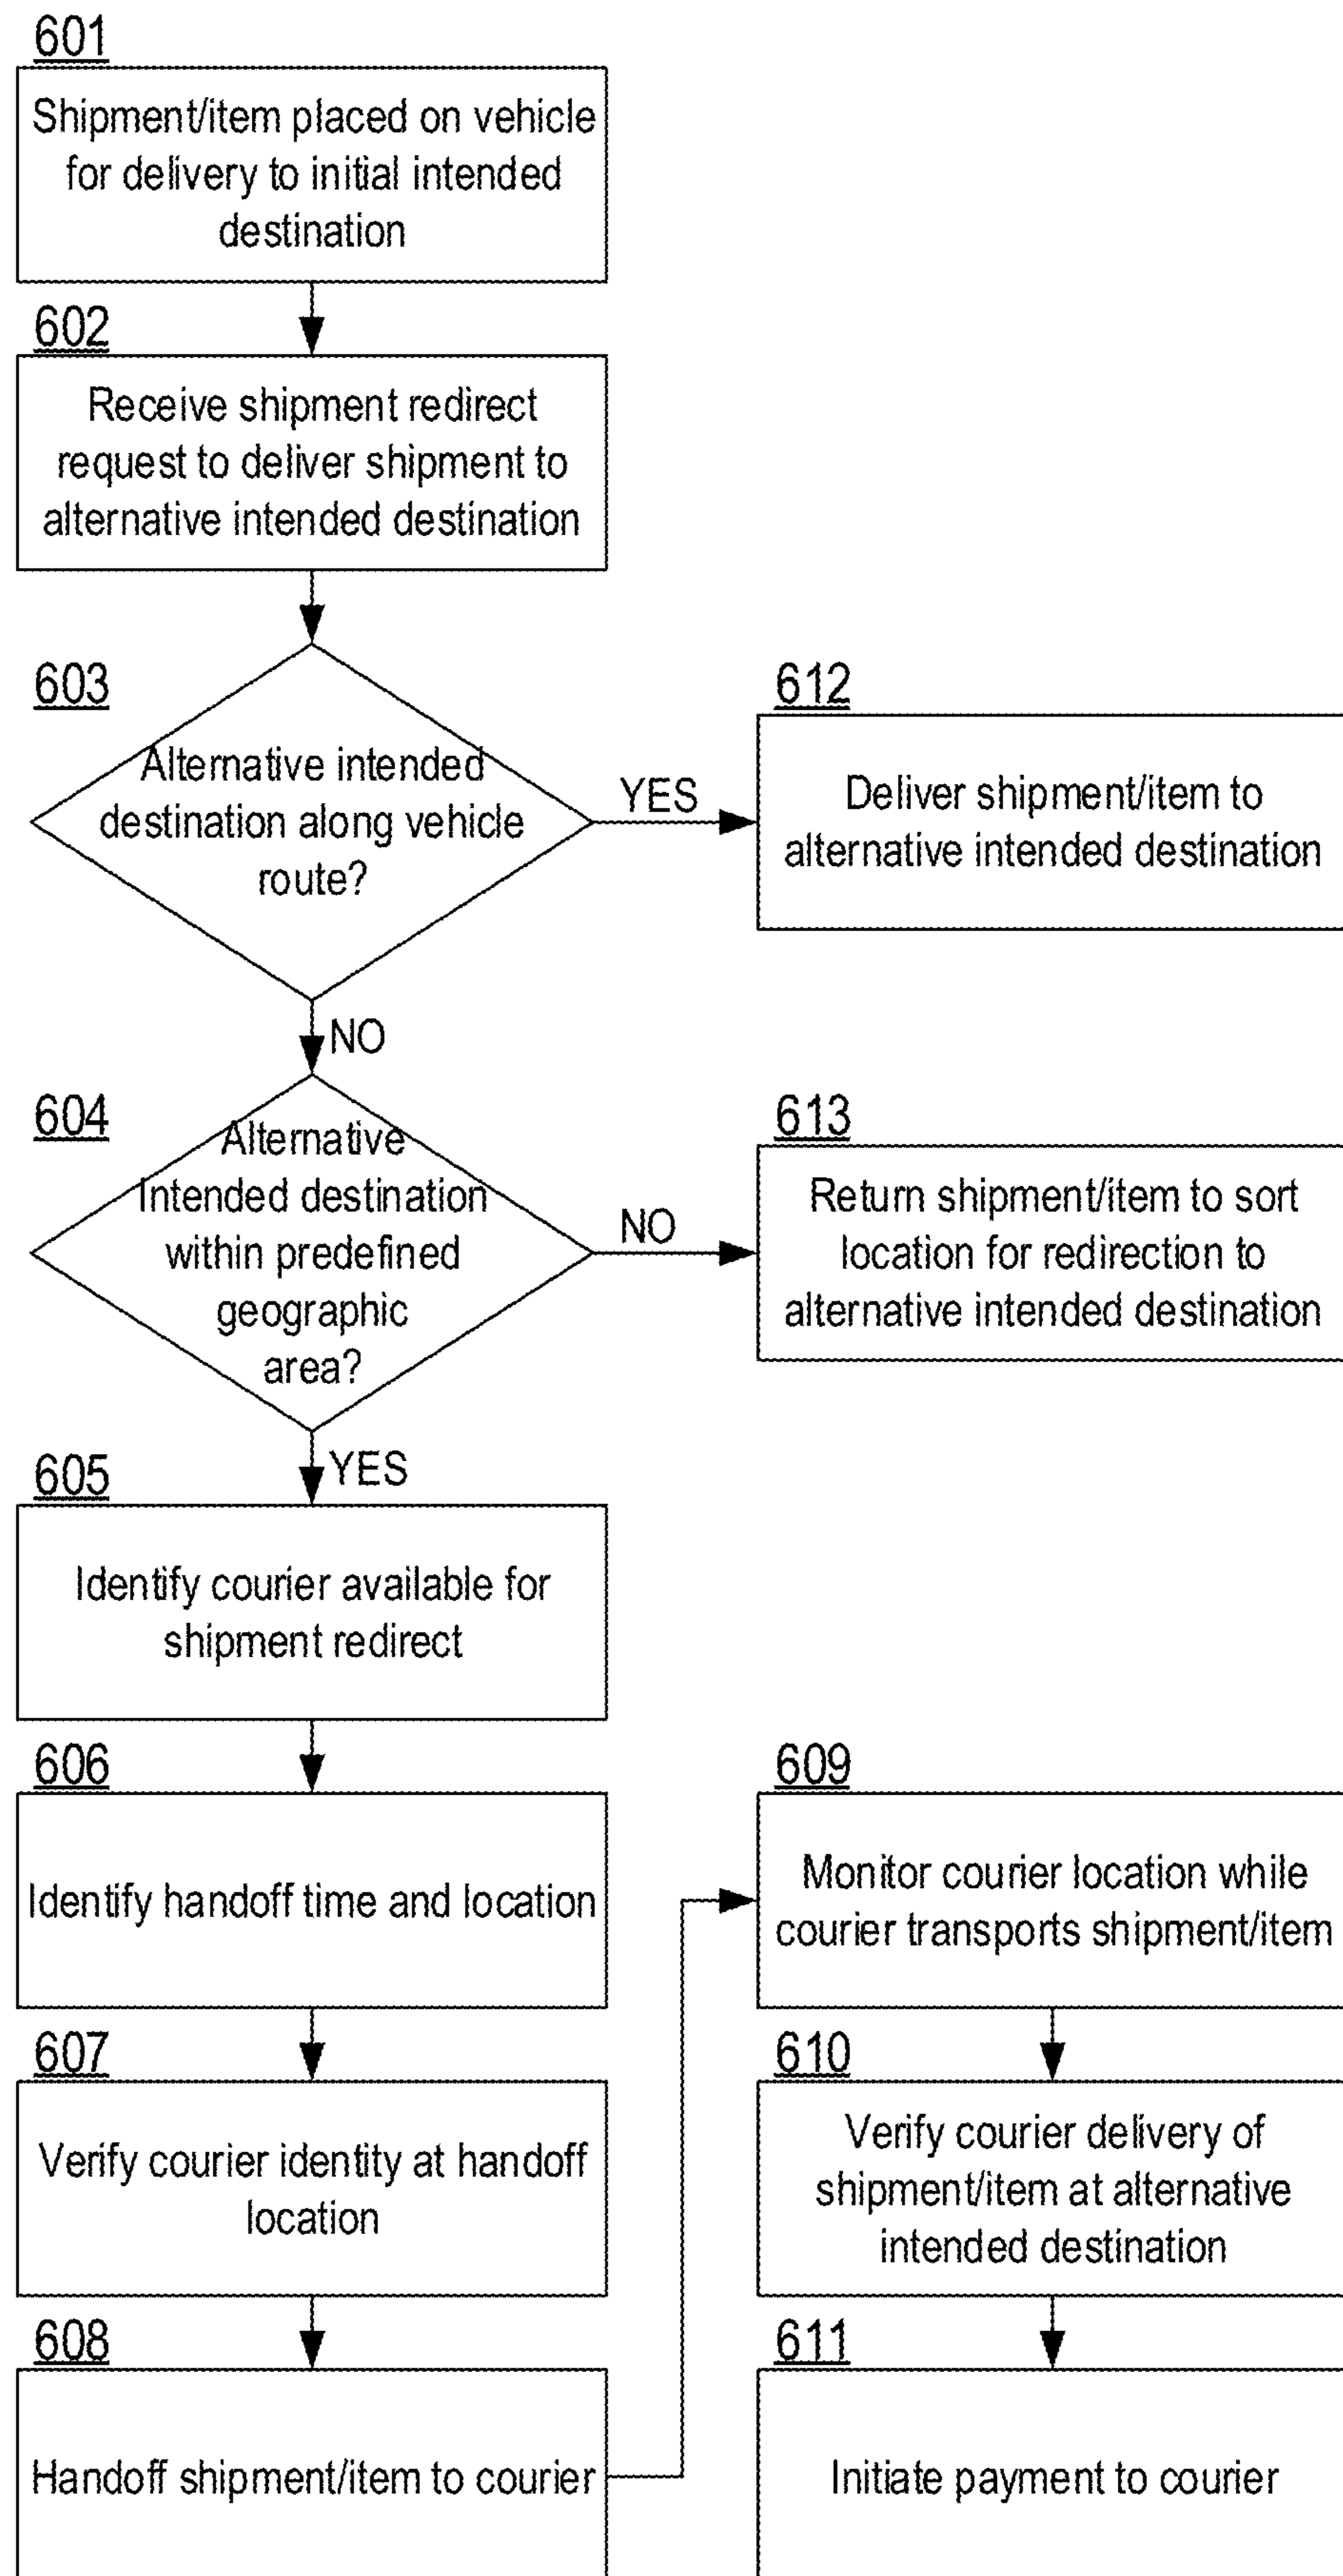 601
Shipment/item placed on vehicle
for delivery to initial intended
destination
602
Receive shipment redirect
request to deliver shipment to
alternative intended destination
603
Alternative intended
destination along vehicle
route?
YES
612
Deliver shipment/item to
alternative intended destination
NO
604
Alternative
Intended destination
within predefined
geographic
area?
NO
613
Return shipment/item to sort
location for redirection to
alternative intended destination
YES
605
Identify courier available for
shipment redirect
606
Identify handoff time and location
607
Verify courier identity at handoff
location
608
Handoff shipment/item to courier
609
Monitor courier location while
courier transports shipment/item
610
Verify courier delivery of
shipment/item at alternative
intended destination
611
Initiate payment to courier